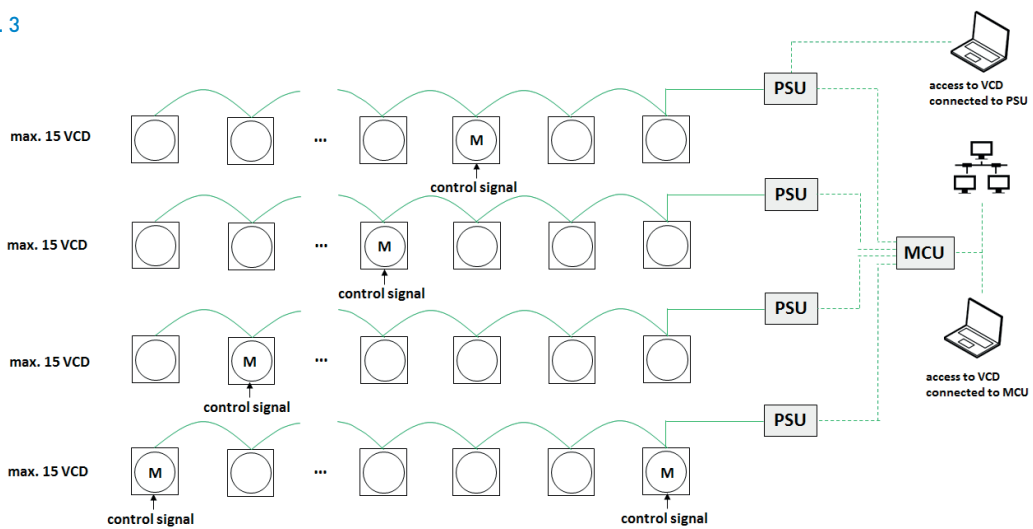 . 3
PSU
access to VCD
connected to PSU
max. 15 VCD
... M
control signal
PSU
max. 15 VCD
... M
control signal
MCU
PSU
max. 15 VCD
M ...
control signal
access to VCD
connected to MCU
PSU
max. 15 VCD
M ... M
control signal control signal